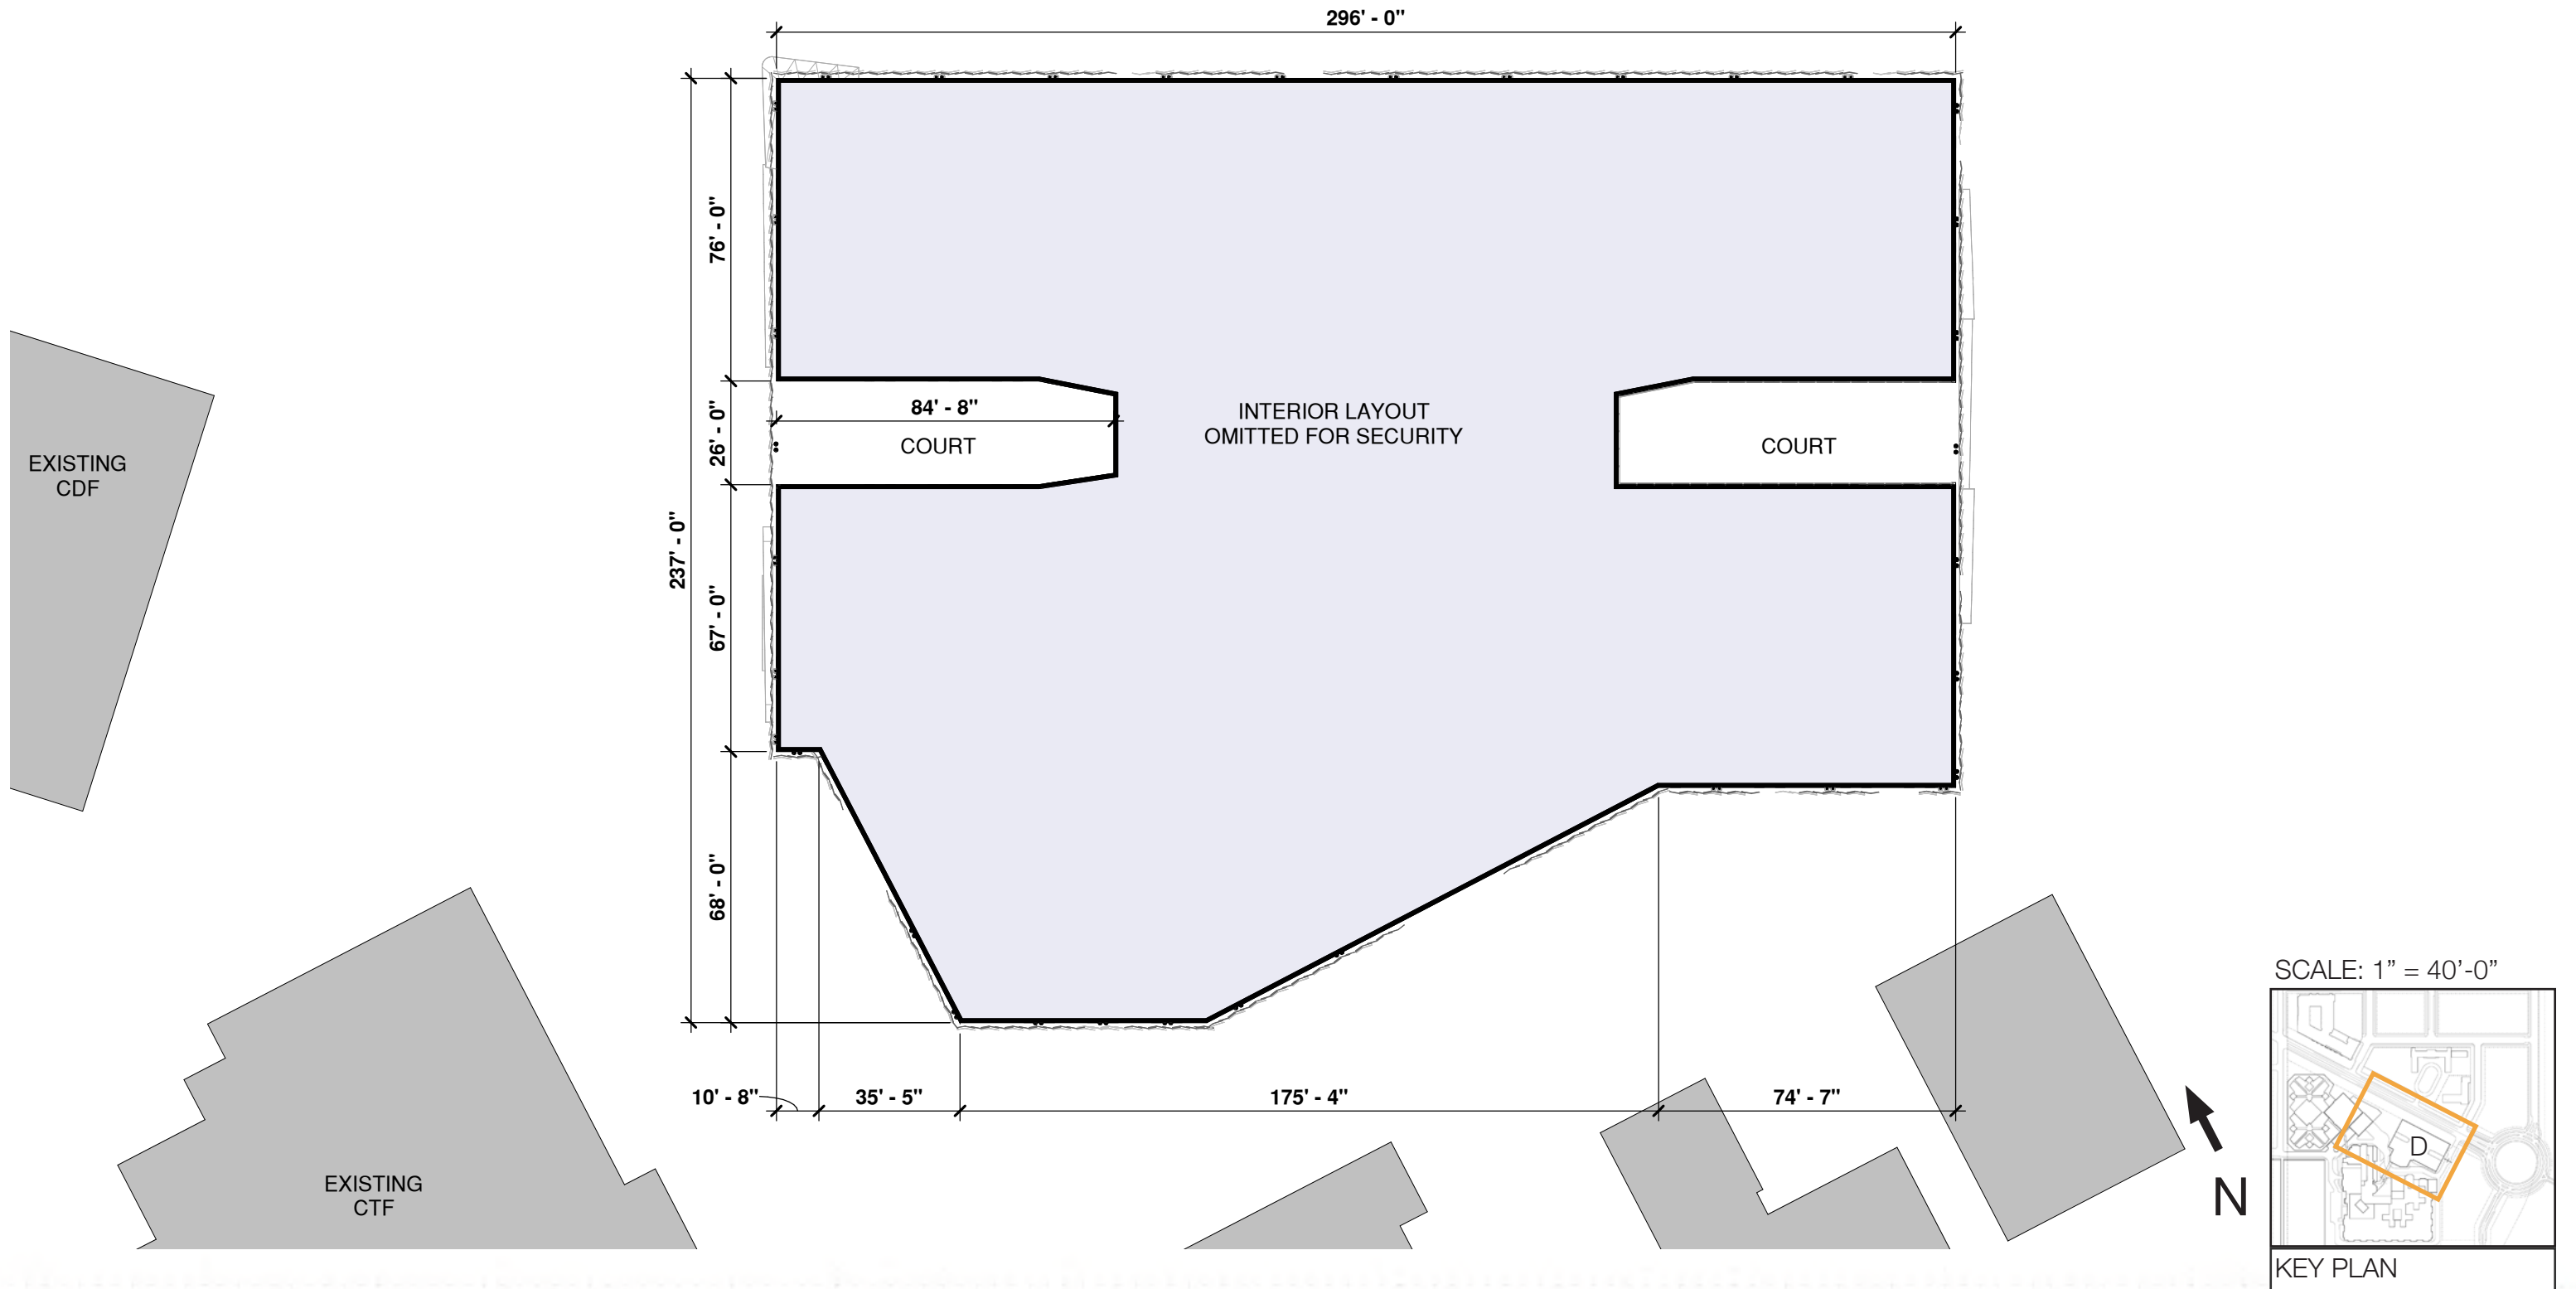 296' - 0"
76' - 0"
84' - 8"
INTERIOR LAYOUT
OMITTED FOR SECURITY
26' - 0"
COURT
COURT
EXISTING
CDF
237' - 0"
67' - 0"
68' - 0"
SCALE: 1” = 40’-0”
10' - 8"
35' - 5"
175' - 4"
74' - 7"
D
EXISTING
CTF
N
KEY PLAN